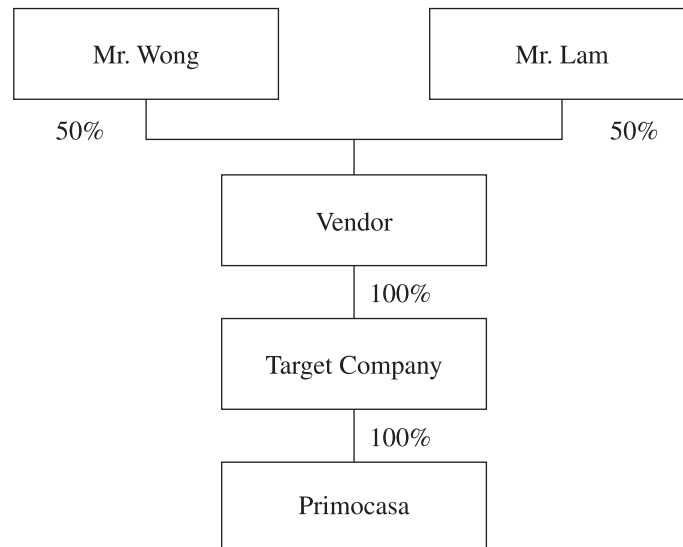 Mr. Wong
Mr. Lam
50%
50%
Vendor
100%
Target Company
100%
Primocasa